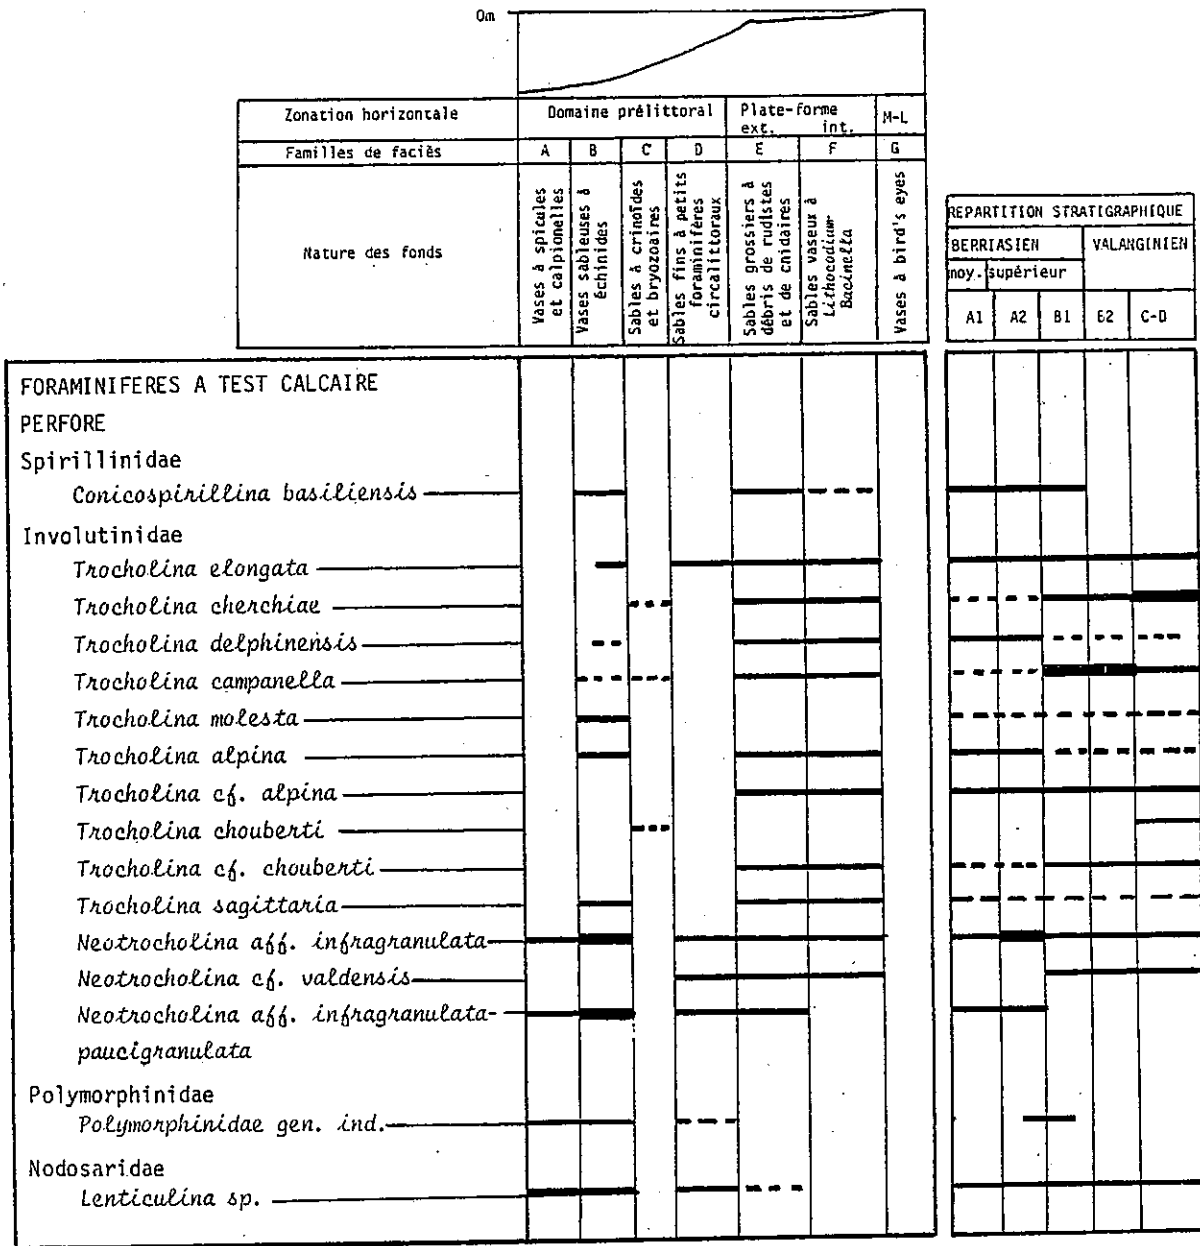 0m
Zonation horizontale
Domaine prélittoral
Plate-forme
ext. int.
M-L
Familles de faciès
A B C D E F G
Nature des fonds
Vases à spicules
et calpionelles
Vases sableuses à
échinides
Sables à crinoïdes
et bryozoaires
Sables fins à petits
foraminifères
circalittoraux
Sables grossiers à
débris de rudistes
et de cnidaires
Sables vaseux à
Lithocodium-
Bacinella
Vases à bird's eyes
REPARTITION STRATIGRAPHIQUE
BERRIASIEN VALANGINIEN
moy. supérieur
A1 A2 B1 B2 C-D
FORAMINIFERES A TEST CALCAIRE
PERFORE
Spirillinidae
Conicospirillina basiliensis
Involutinidae
Trocholina elongata
Trocholina cherchiae
Trocholina delphinensis
Trocholina campanella
Trocholina molesta
Trocholina alpina
Trocholina cf. alpina
Trocholina chouberti
Trocholina cf. chouberti
Trocholina sagittaria
Neotrocholina aff. infragranulata
Neotrocholina cf. valdensis
Neotrocholina aff. infragranulata-
paucigranulata
Polymorphinidae
Polymorphinidae gen. ind.
Nodosaridae
Lenticulina sp.